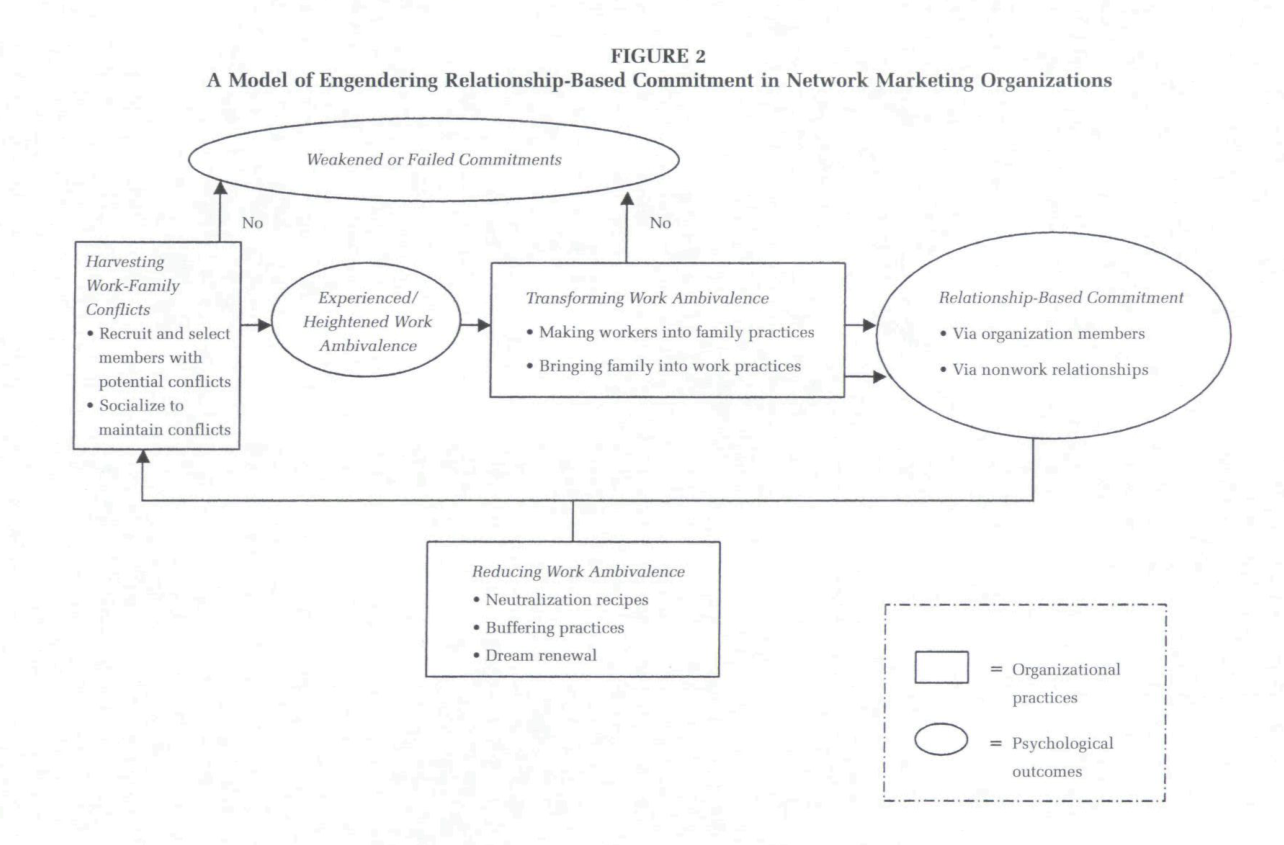 FIGURE 2
A Model of Engendering Relationship-Based Commitment in Network Marketing Organizations
Weakened or Failed Commitments
No
No
Harvesting
Work-Family
Conflicts
• Recruit and select
members with
potential conflicts
• Socialize to
maintain conflicts
Experienced/
Heightened Work
Ambivalence
Transforming Work Ambivalence
• Making workers into family practices
• Bringing family into work practices
Relationship-Based Commitment
• Via organization members
• Via nonwork relationships
Reducing Work Ambivalence
• Neutralization recipes
• Buffering practices
• Dream renewal
= Organizational
practices
= Psychological
outcomes